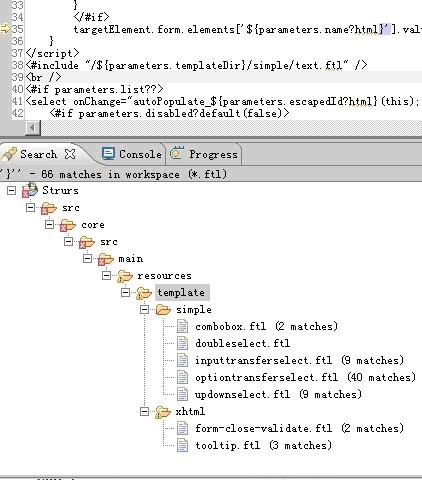 33 }
34 </#if>
35 targetElement.form.elements['${parameters.name?html}'].valu
36 }
37 </script>
38 <#include "/${parameters.templateDir}/simple/text.ftl" />
39 <br />
40 <#if parameters.list??>
41 <select onChange="autoPopulate_${parameters.escapedId?html}(this);
42 <#if parameters.disabled?default(false)>
Search Console Progress
'}'' - 66 matches in workspace (*.ftl)
Strurs
src
core
src
main
resources
template
simple
combobox.ftl (2 matches)
doubleselect.ftl
inputtransferselect.ftl (9 matches)
optiontransferselect.ftl (40 matches)
updownselect.ftl (9 matches)
xhtml
form-close-validate.ftl (2 matches)
tooltip.ftl (3 matches)